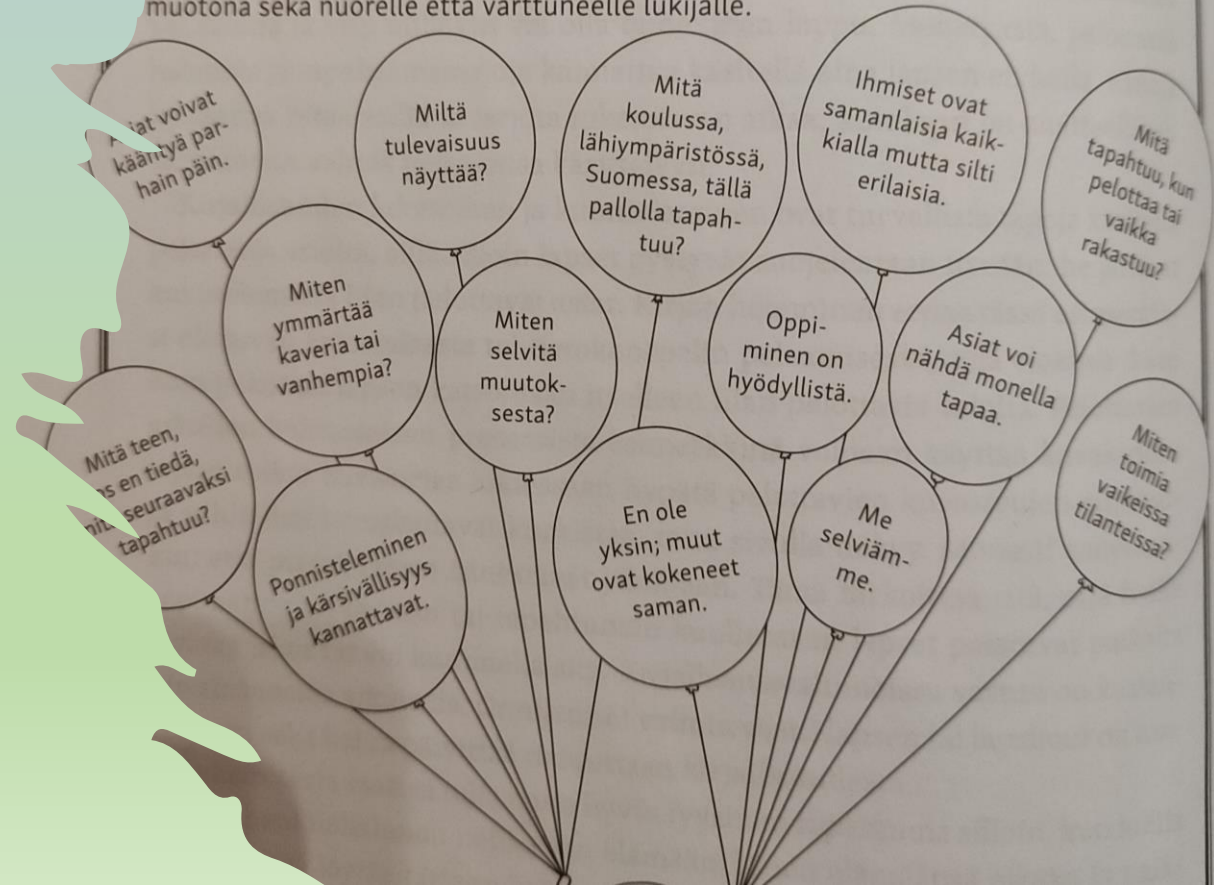 muotona sekä nuorelle että varttuneelle lukijalle.
voivat
kääntyä par-
hain päin.
Miltä
tulevaisuus
näyttää?
Mitä
koulussa,
lähiympäristössä,
Suomessa, tällä
pallolla tapah-
tuu?
Ihmiset ovat
samanlaisia kaik-
kialla mutta silti
erilaisia.
Mitä
tapahtuu, kun
pelottaa tai
vaikka
rakastuu?
Miten
ymmärtää
kaveria tai
vanhempia?
Miten
selvitä
muutok-
sesta?
Oppi-
minen on
hyödyllistä.
Asiat voi
nähdä monella
tapaa.
Mitä teen,
en tiedä,
seuraavaksi
tapahtuu?
Ponnisteleminen
ja kärsivällisyys
kannattavat.
En ole
yksin; muut
ovat kokeneet
saman.
Me
selviäm-
me.
Miten
toimia
vaikeissa
tilanteissa?